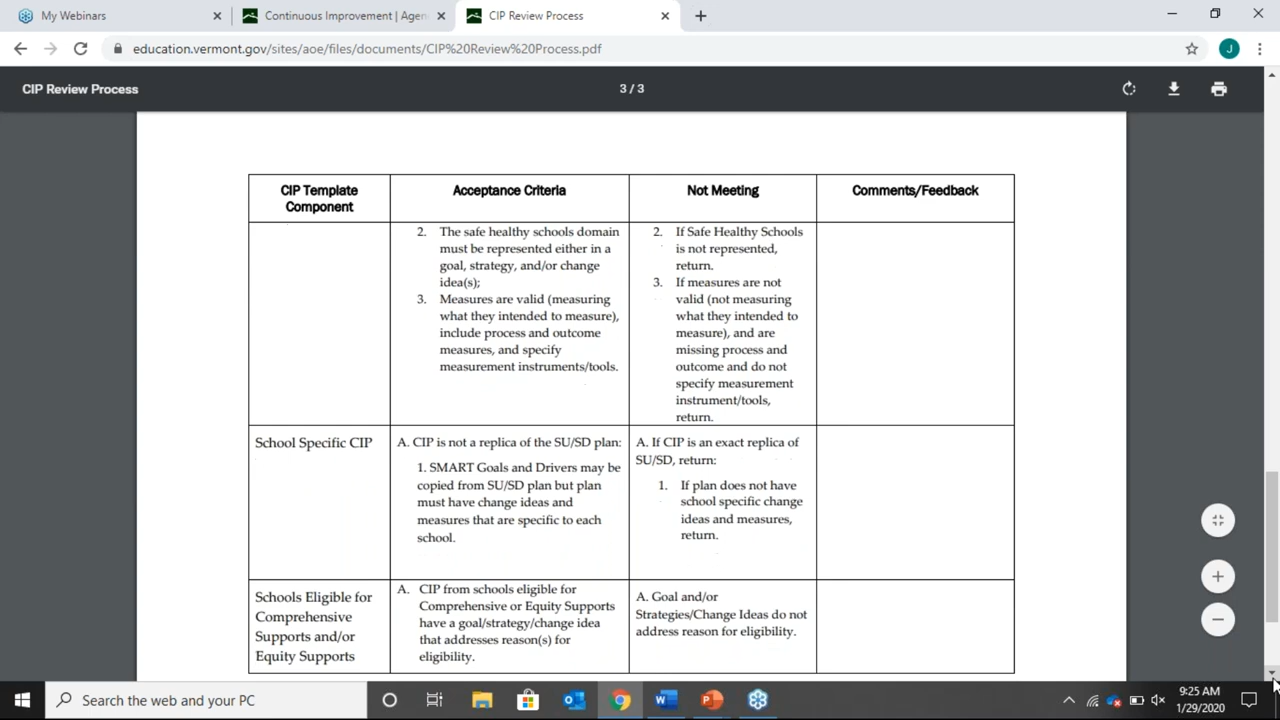 My Webinars
Continuous Improvement | Agen
CIP Review Process
education.vermont.gov/sites/aoe/files/documents/CIP%20Review%20Process.pdf
J
CIP Review Process
3 / 3
CIP Template
Component
Acceptance Criteria
Not Meeting
Comments/Feedback
2. The safe healthy schools domain
must be represented either in a
goal, strategy, and/or change
idea(s);
3. Measures are valid (measuring
what they intended to measure),
include process and outcome
measures, and specify
measurement instruments/tools.
2. If Safe Healthy Schools
is not represented,
return.
3. If measures are not
valid (not measuring
what they intended to
measure), and are
missing process and
outcome and do not
specify measurement
instrument/tools,
return.
School Specific CIP
A. CIP is not a replica of the SU/SD plan:
1. SMART Goals and Drivers may be
copied from SU/SD plan but plan
must have change ideas and
measures that are specific to each
school.
A. If CIP is an exact replica of
SU/SD, return:
1. If plan does not have
school specific change
ideas and measures,
return.
Schools Eligible for
Comprehensive
Supports and/or
Equity Supports
A. CIP from schools eligible for
Comprehensive or Equity Supports
have a goal/strategy/change idea
that addresses reason(s) for
eligibility.
A. Goal and/or
Strategies/Change Ideas do not
address reason for eligibility.
Search the web and your PC
9:25 AM
1/29/2020